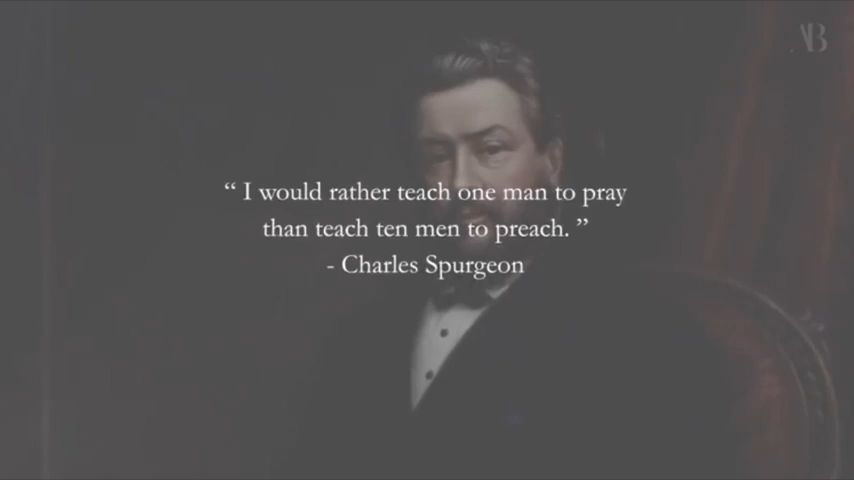 AB
“ I would rather teach one man to pray
than teach ten men to preach. ”
- Charles Spurgeon